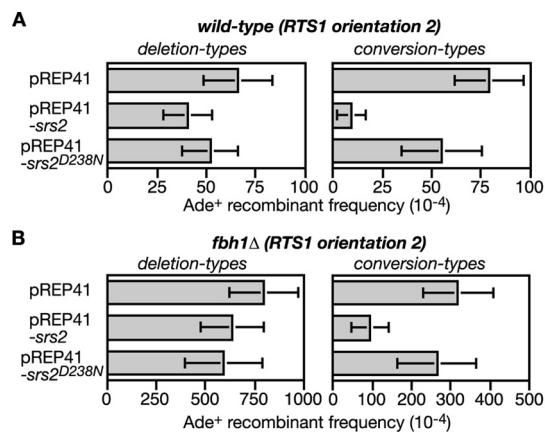 A
wild-type (RTS1 orientation 2)
deletion-types conversion-types
pREP41
pREP41
-srs2
pREP41
-srs2D238N
0 25 50 75 100 0 25 50 75 100
Ade+ recombinant frequency (10-4)
B
fbh1Δ (RTS1 orientation 2)
deletion-types conversion-types
pREP41
pREP41
-srs2
pREP41
-srs2D238N
0 250 500 750 1000 0 100 200 300 400 500
Ade+ recombinant frequency (10-4)